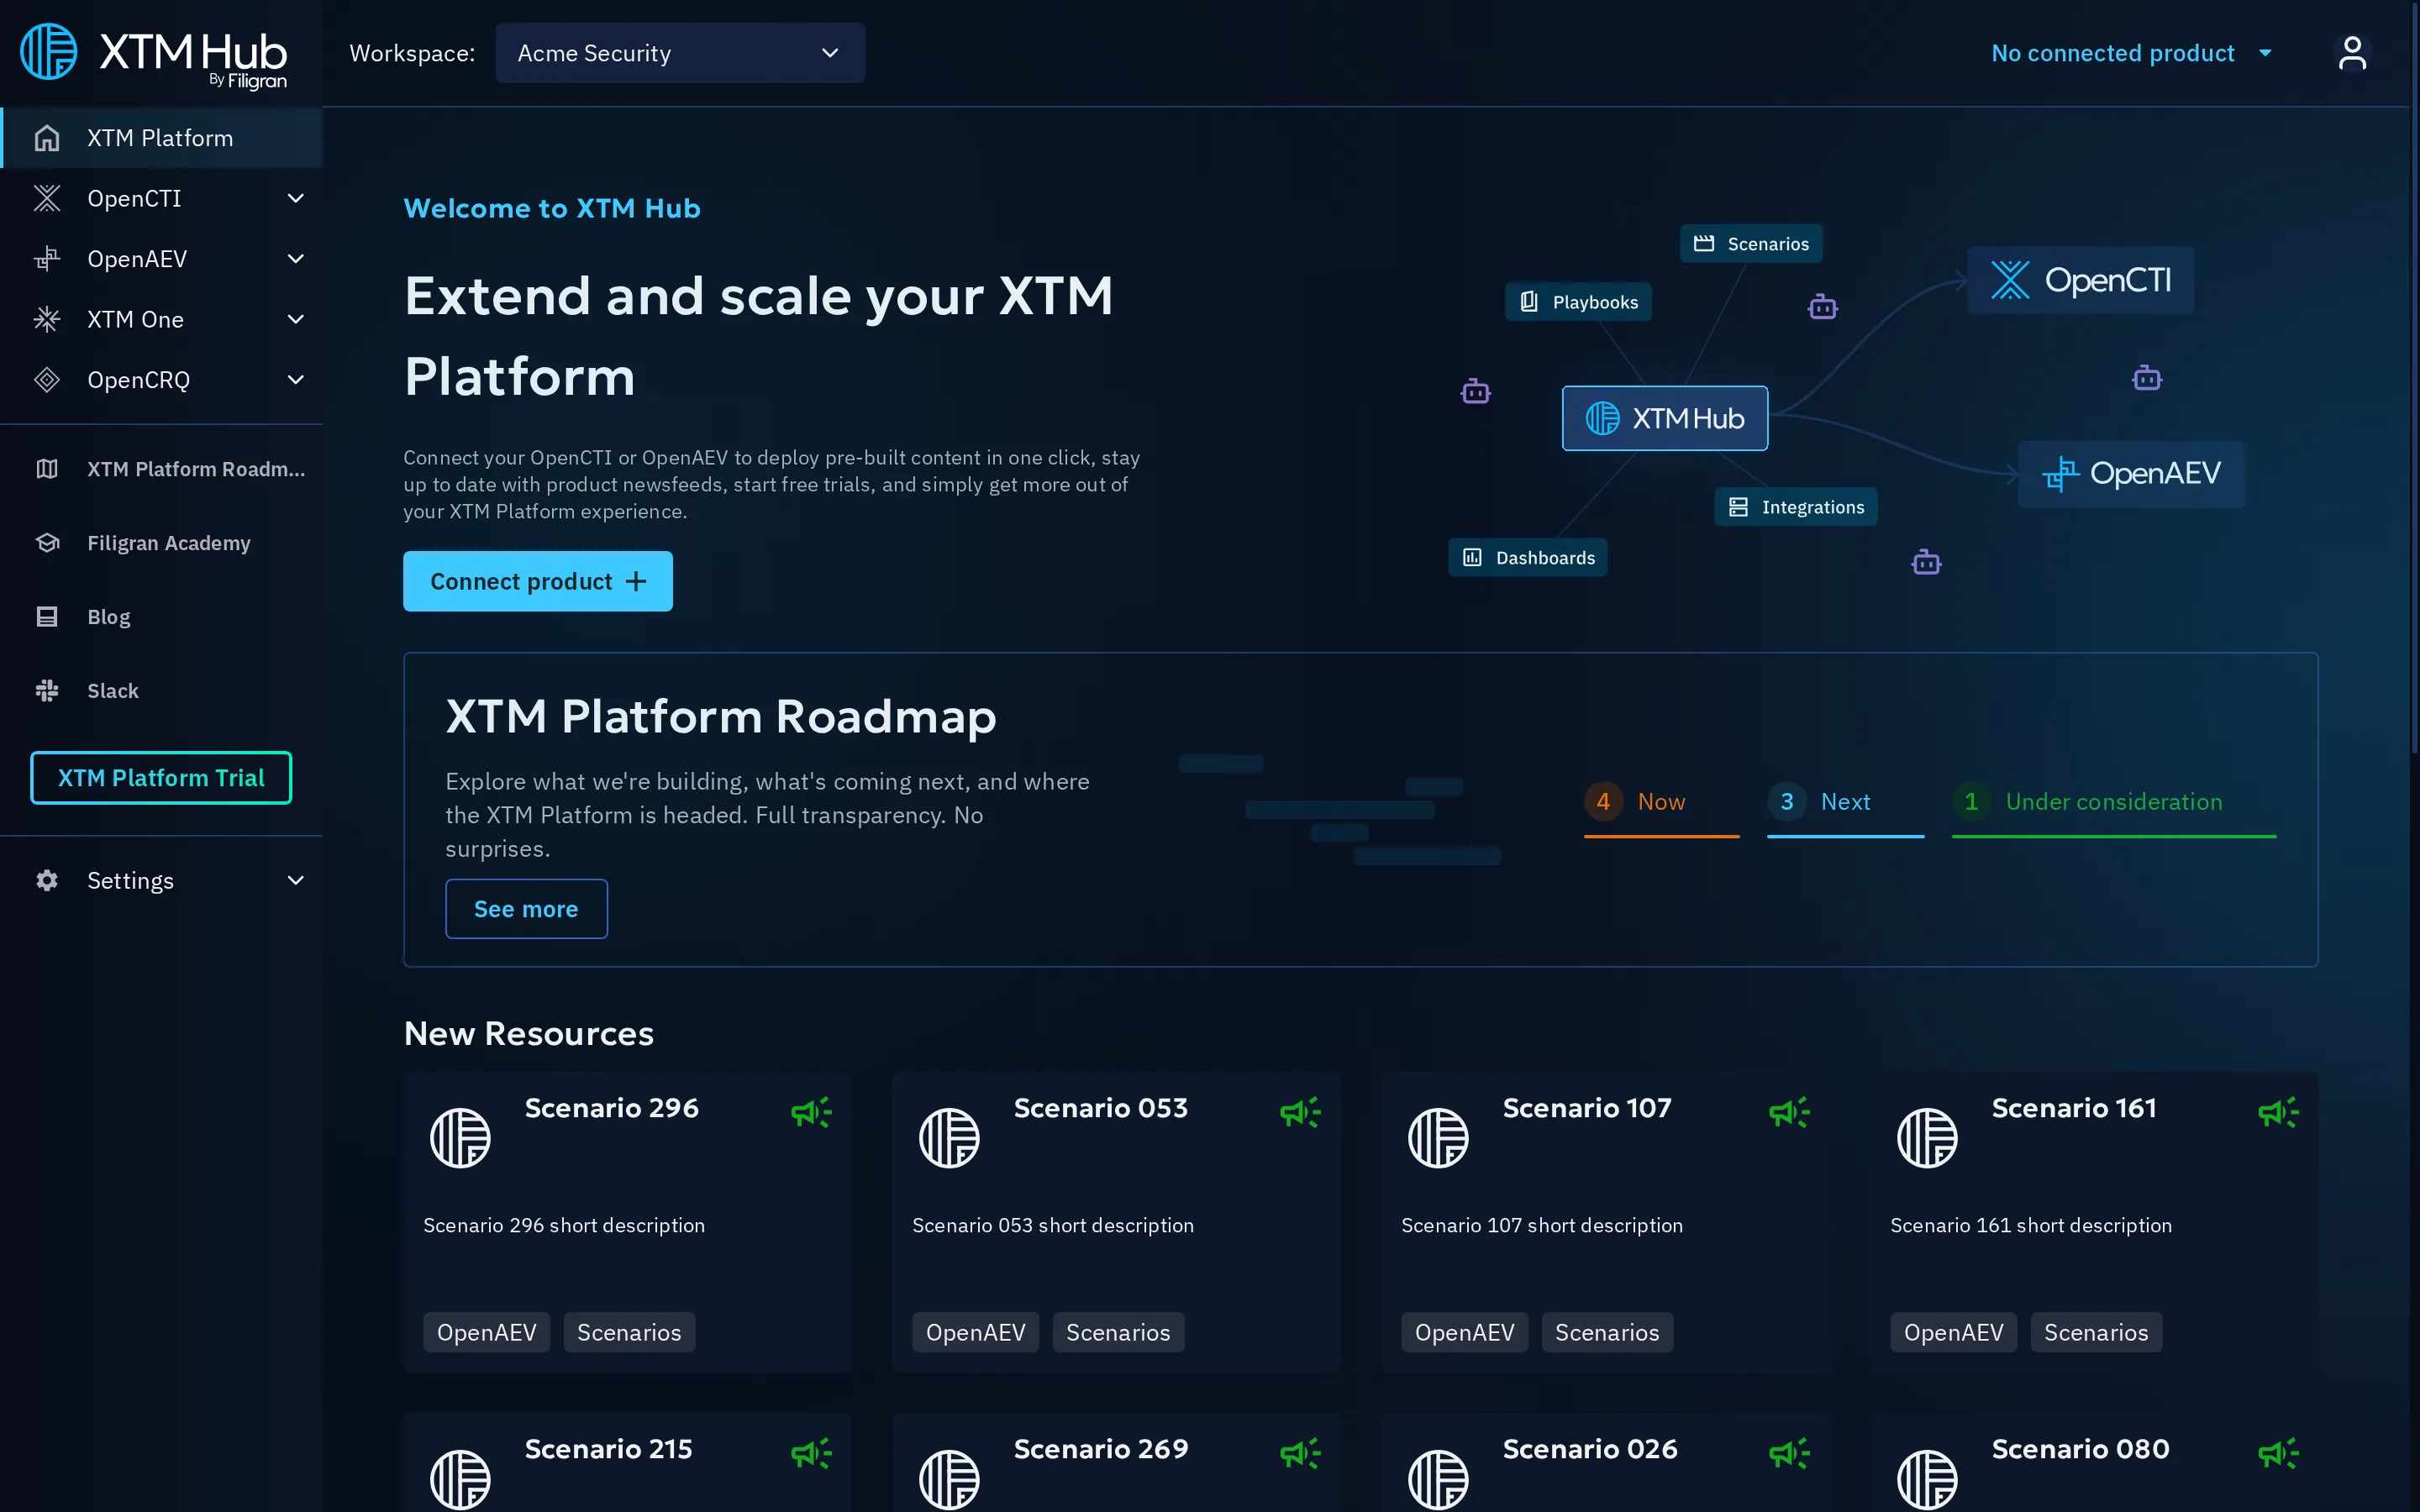 XTM Hub
By Filigran
Workspace:
Acme Security
No connected product
XTM Platform
OpenCTI
OpenAEV
XTM One
OpenCRQ
XTM Platform Roadm...
Filigran Academy
Blog
Slack
XTM Platform Trial
Settings
Welcome to XTM Hub
Extend and scale your XTM
Platform
Connect your OpenCTI or OpenAEV to deploy pre-built content in one click, stay
up to date with product newsfeeds, start free trials, and simply get more out of
your XTM Platform experience.
Connect product
Scenarios
Playbooks
OpenCTI
XTM Hub
OpenAEV
Integrations
Dashboards
XTM Platform Roadmap
Explore what we're building, what's coming next, and where
the XTM Platform is headed. Full transparency. No
surprises.
See more
4 Now
3 Next
1 Under consideration
New Resources
Scenario 296
Scenario 296 short description
OpenAEV Scenarios
Scenario 053
Scenario 053 short description
OpenAEV Scenarios
Scenario 107
Scenario 107 short description
OpenAEV Scenarios
Scenario 161
Scenario 161 short description
OpenAEV Scenarios
Scenario 215
Scenario 269
Scenario 026
Scenario 080